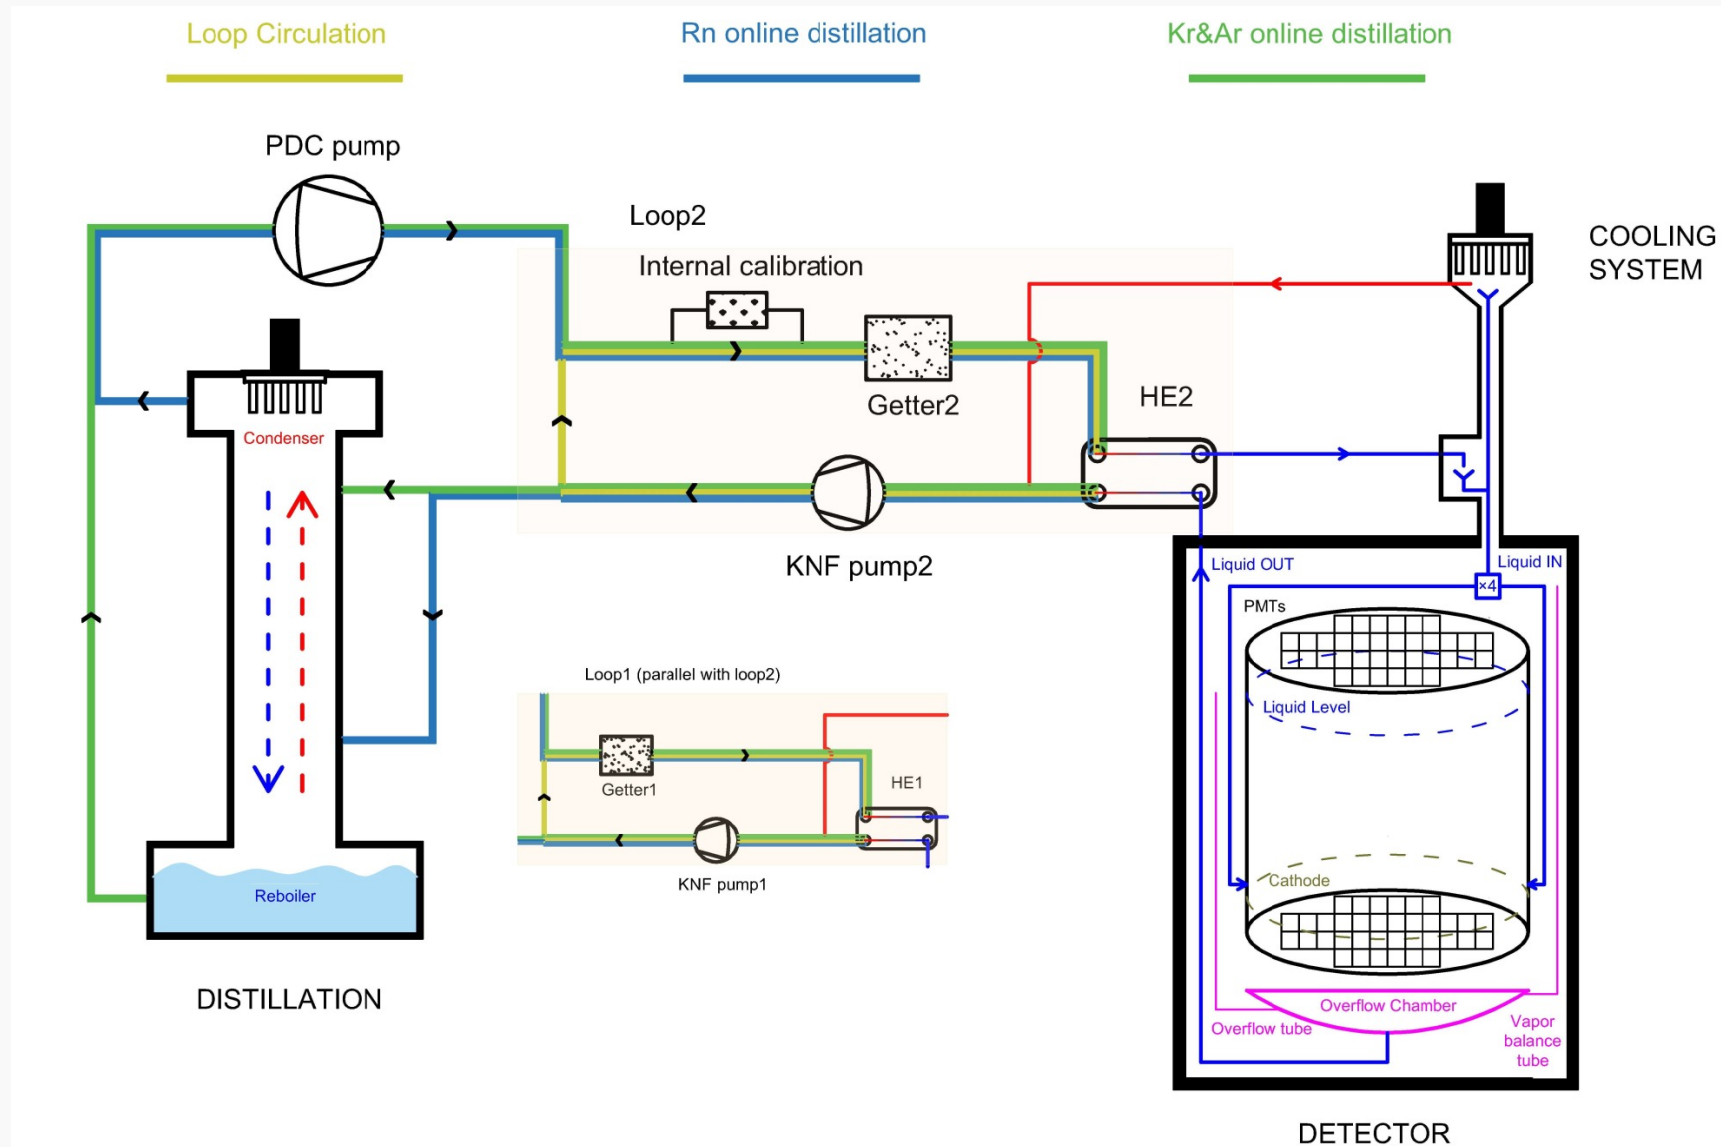 Loop Circulation
Rn online distillation
Kr&Ar online distillation
PDC pump
Loop2
Internal calibration
COOLING
SYSTEM
Getter2
HE2
Condenser
KNF pump2
Liquid OUT
Liquid IN
×4
PMTs
Loop1 (parallel with loop2)
Liquid Level
Getter1
HE1
KNF pump1
Cathode
Reboiler
DISTILLATION
Overflow Chamber
Overflow tube
Vapor
balance
tube
DETECTOR